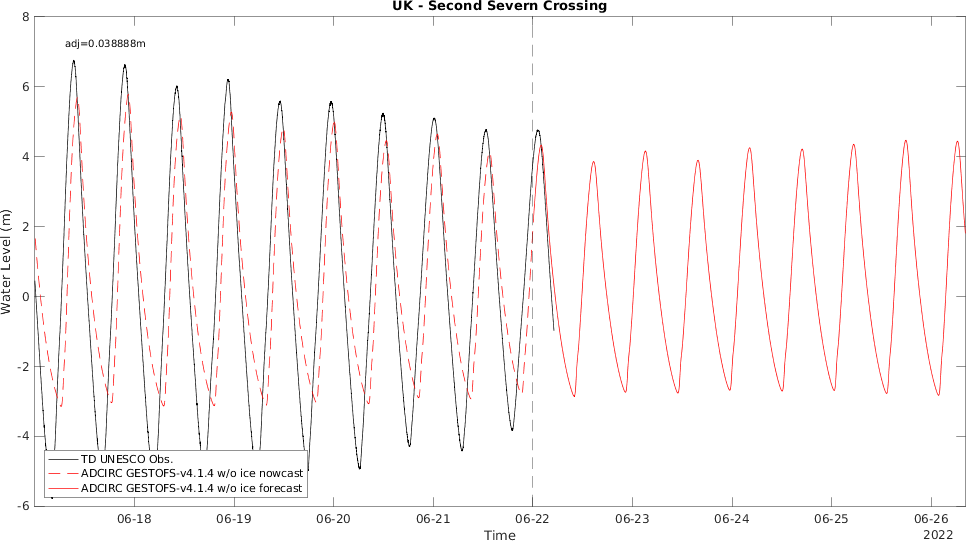 UK - Second Severn Crossing
adj=0.038888m
8
6
4
2
0
-2
-4
-6
Water Level (m)
TD UNESCO Obs.
ADCIRC GESTOFS-v4.1.4 w/o ice nowcast
ADCIRC GESTOFS-v4.1.4 w/o ice forecast
06-18 06-19 06-20 06-21 06-22 06-23 06-24 06-25 06-26
2022
Time